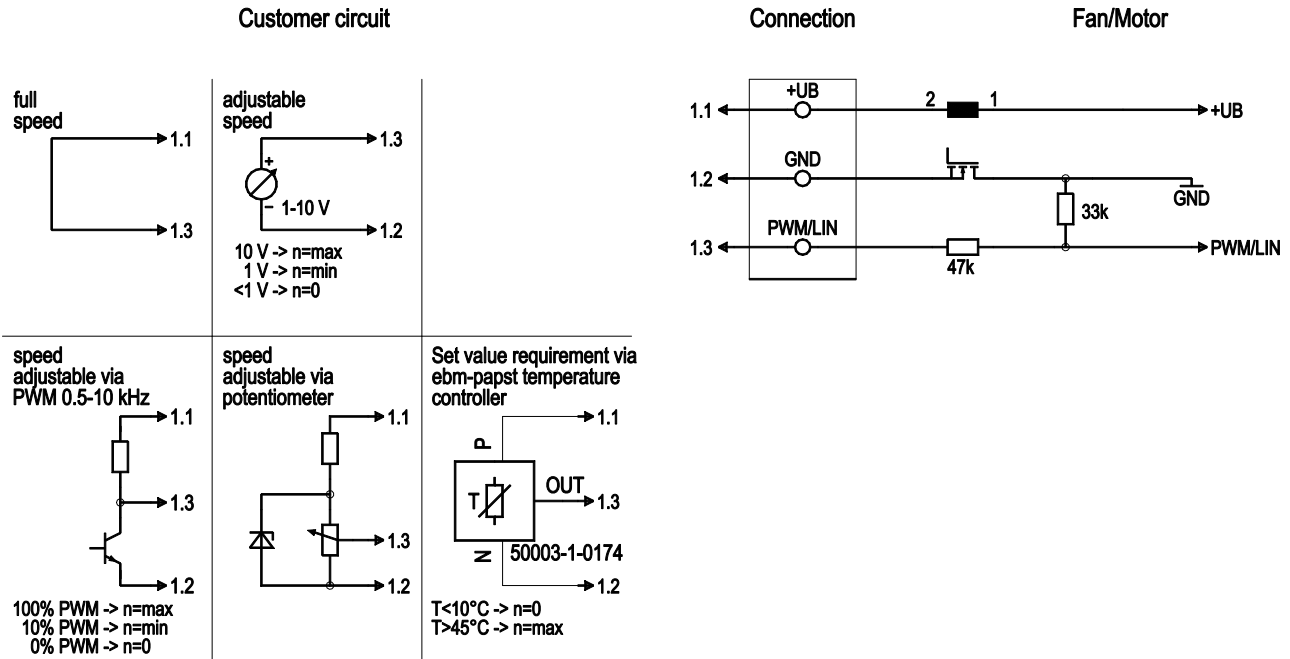 Customer circuit
Connection
Fan/Motor
full
speed
1.1
1.3
adjustable
speed
1.3
+
−
1-10 V
1.2
10 V -> n=max
1 V -> n=min
<1 V -> n=0
+UB
1.1
2
1
+UB
GND
1.2
GND
33k
PWM/LIN
1.3
47k
PWM/LIN
speed
adjustable via
PWM 0.5-10 kHz
1.1
1.3
1.2
100% PWM -> n=max
10% PWM -> n=min
0% PWM -> n=0
speed
adjustable via
potentiometer
1.1
1.3
1.2
Set value requirement via
ebm-papst temperature
controller
1.1
P
T
OUT
1.3
N
50003-1-0174
1.2
T<10°C -> n=0
T>45°C -> n=max